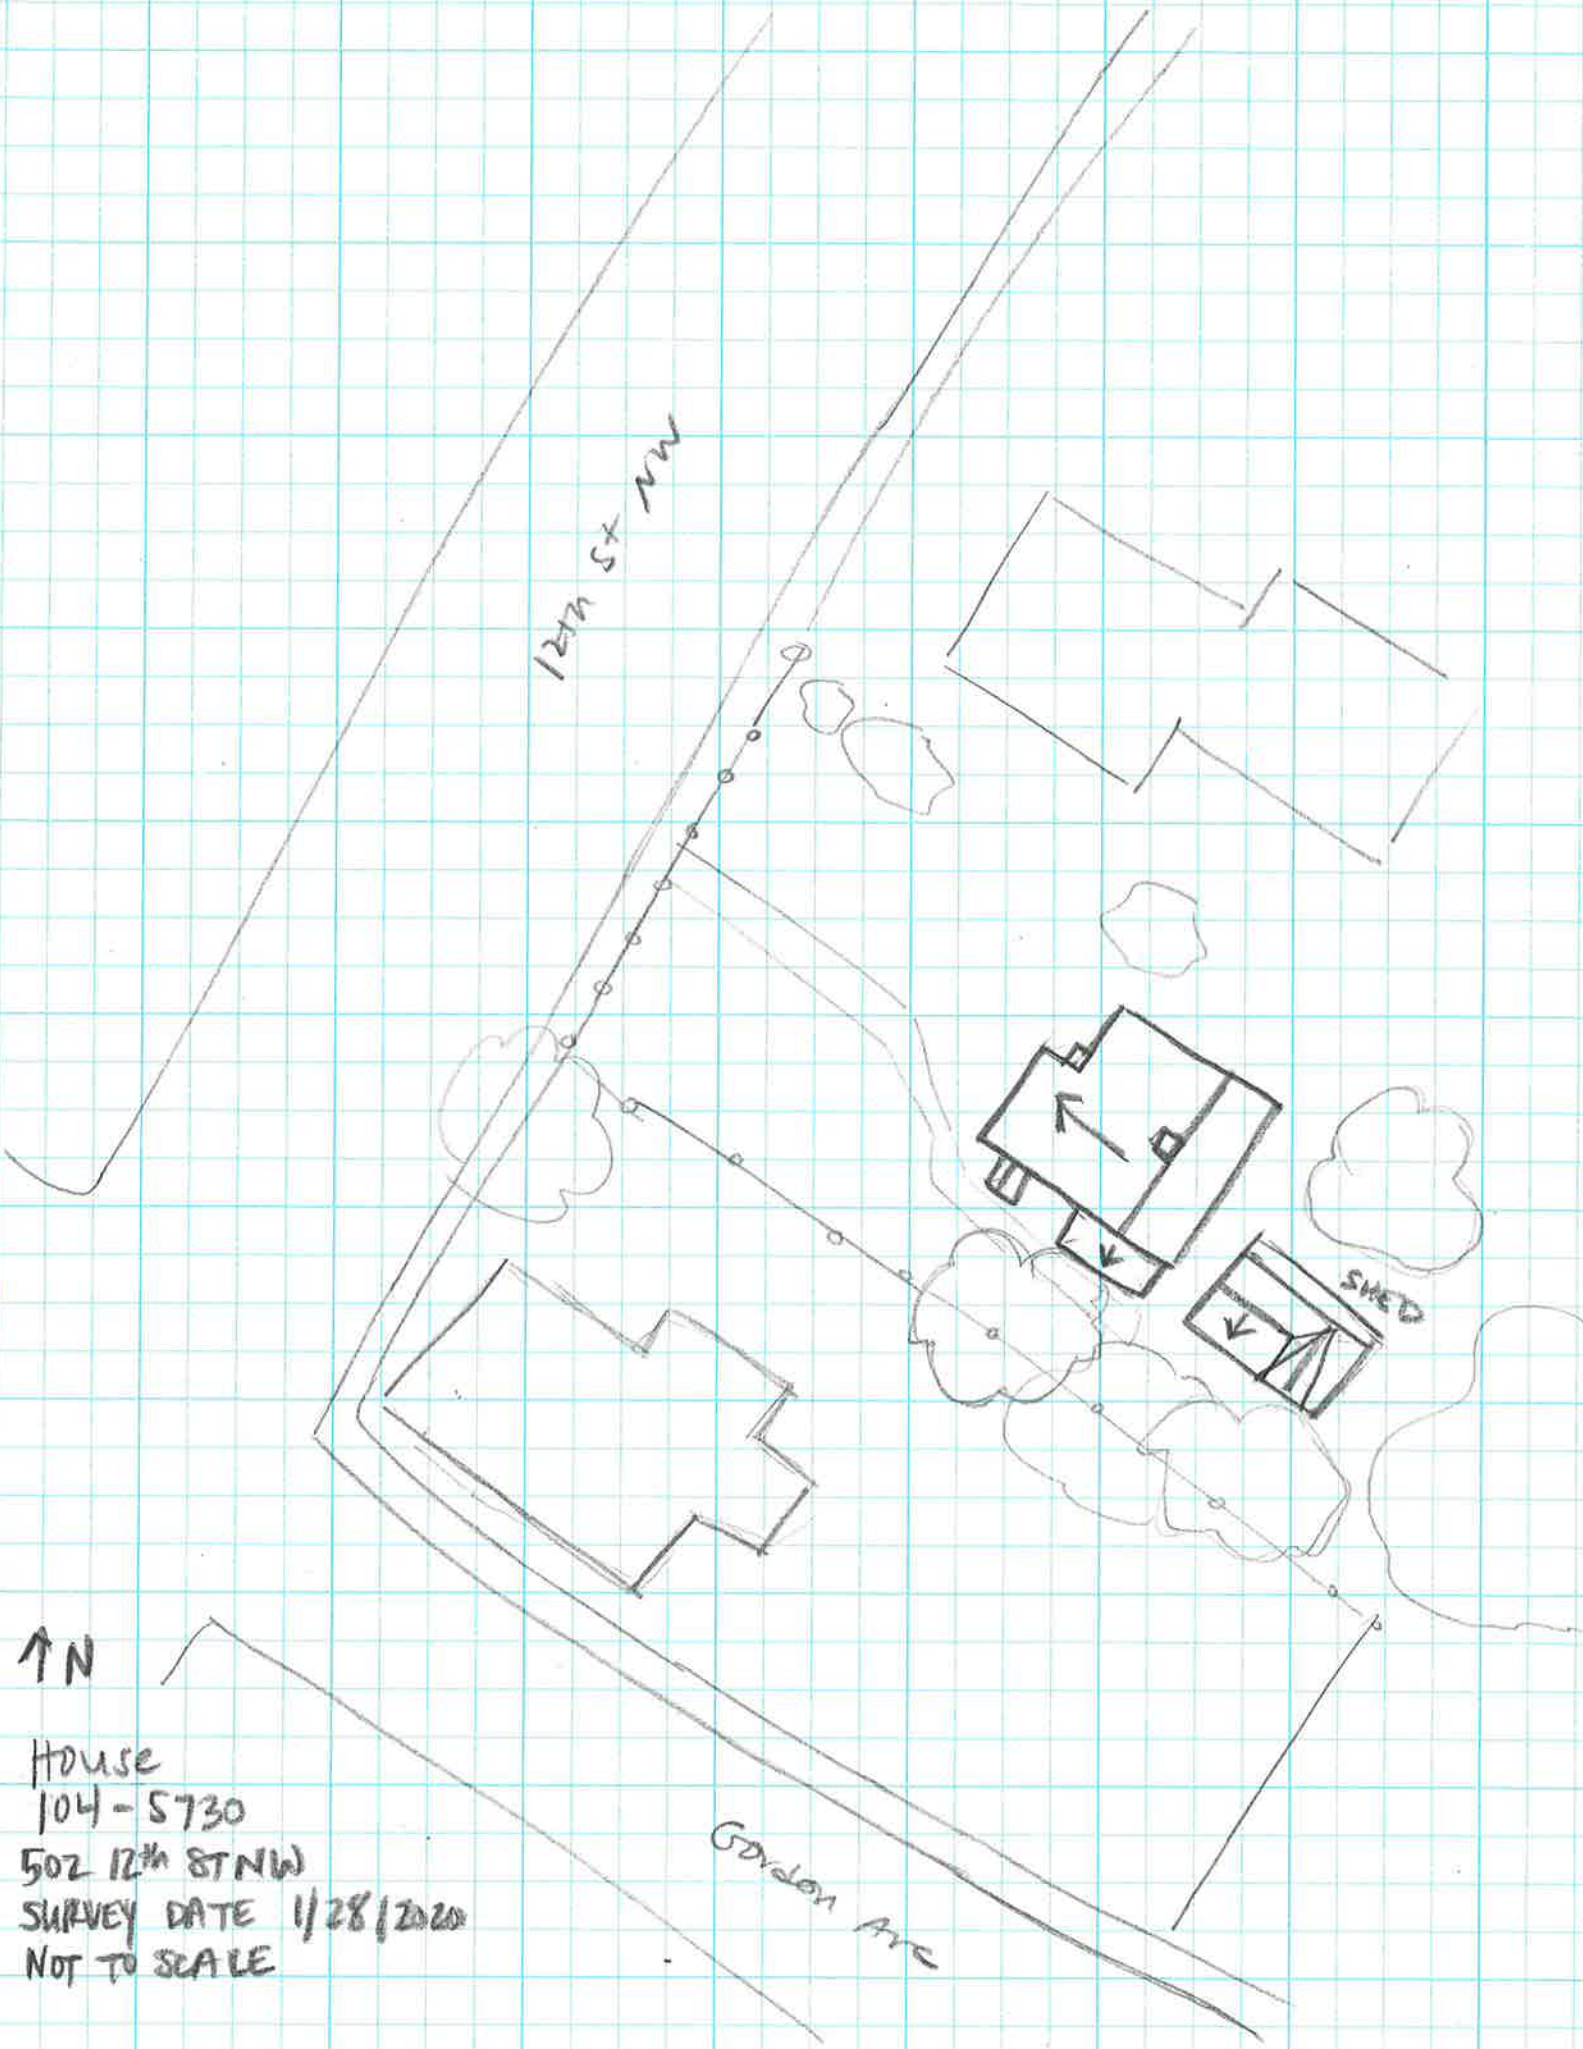 12th St NW
SHED
↑N
House
104-5730
502 12th ST NW
SURVEY DATE 1/28/2020
NOT TO SCALE
Gordon Ave